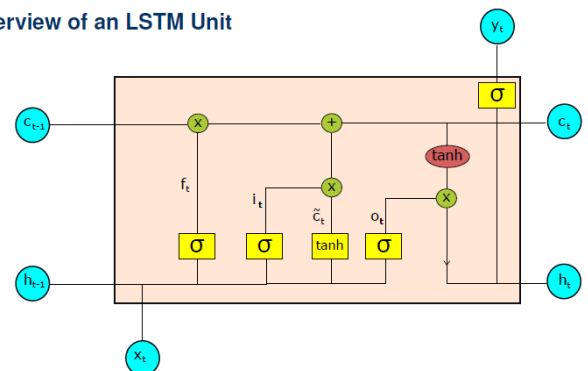 erview of an LSTM Unit
yₜ
σ
cₜ₋₁
x
+
cₜ
tanh
fₜ
iₜ
x
c̃ₜ
oₜ
x
σ
σ
tanh
σ
hₜ₋₁
hₜ
xₜ